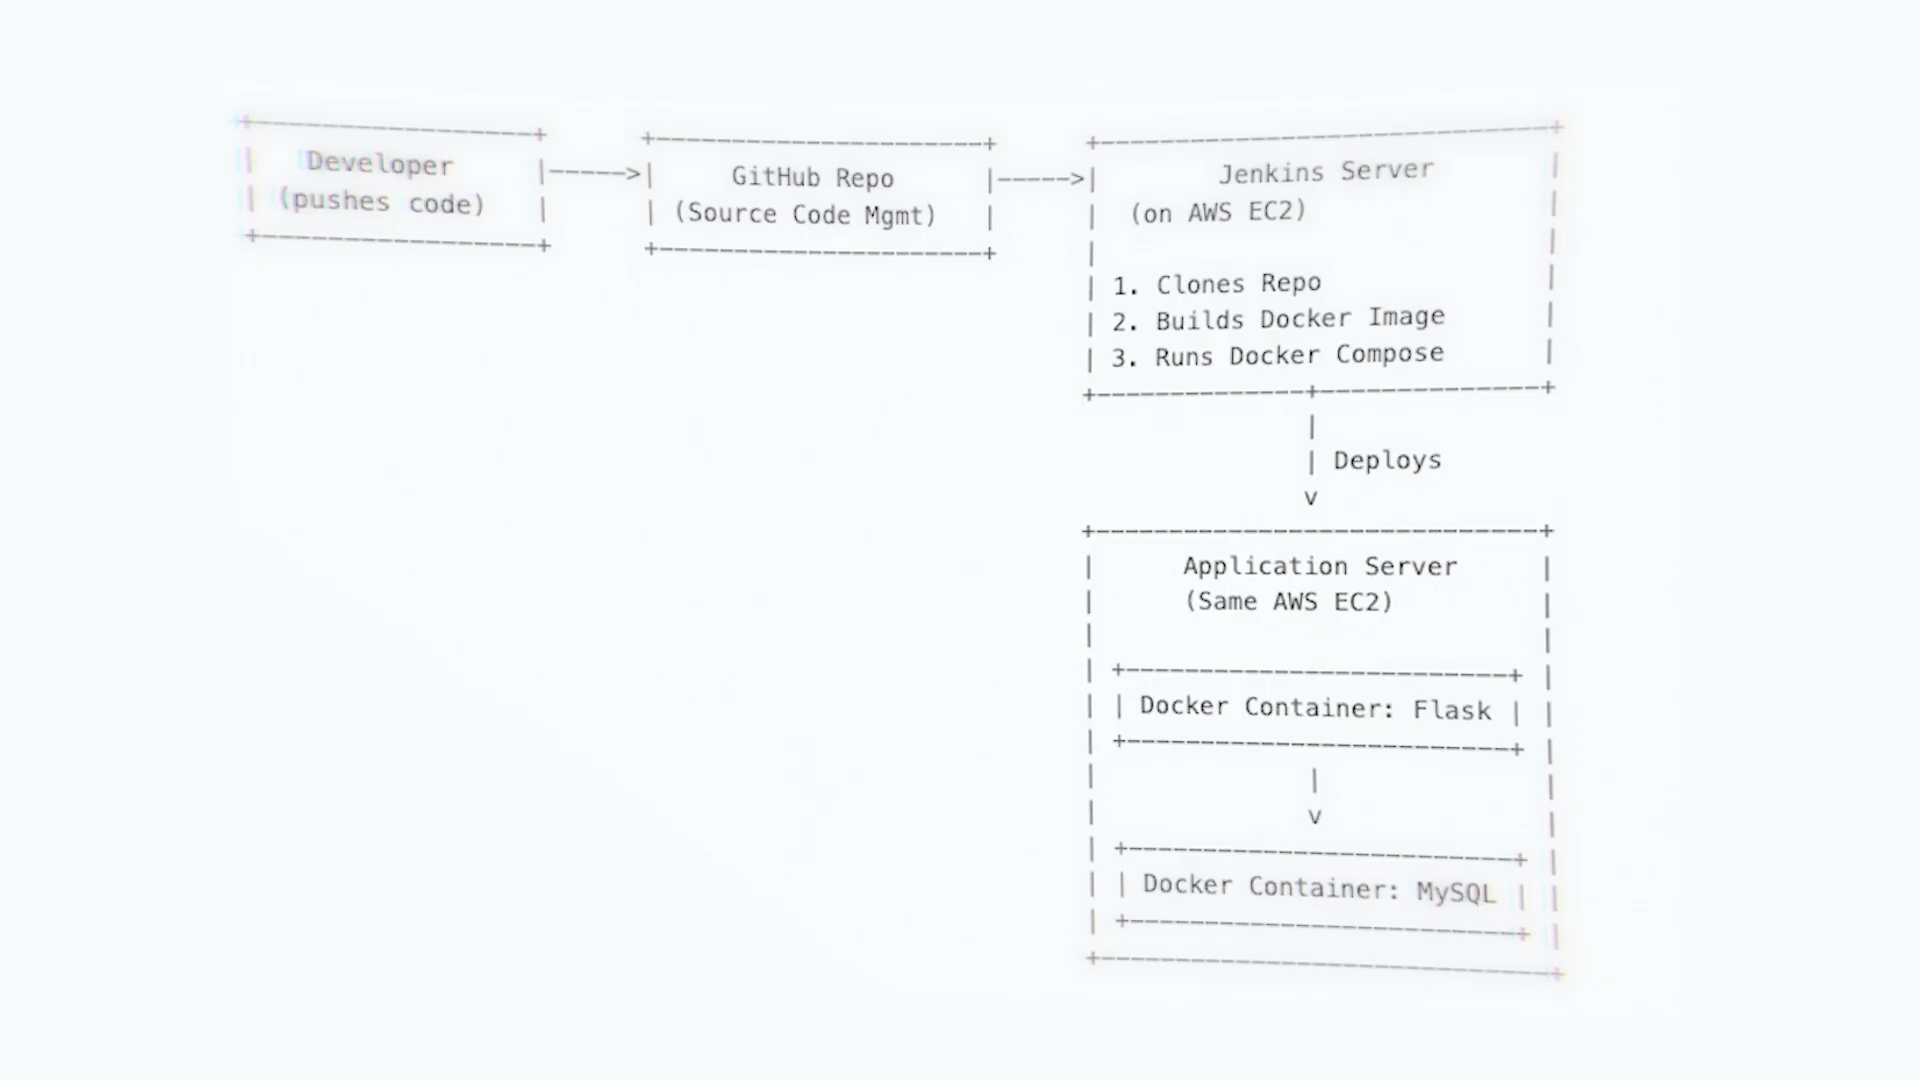 Developer
(pushes code)
GitHub Repo
(Source Code Mgmt)
Jenkins Server
(on AWS EC2)
1. Clones Repo
2. Builds Docker Image
3. Runs Docker Compose
Deploys
Application Server
(Same AWS EC2)
Docker Container: Flask
Docker Container: MySQL